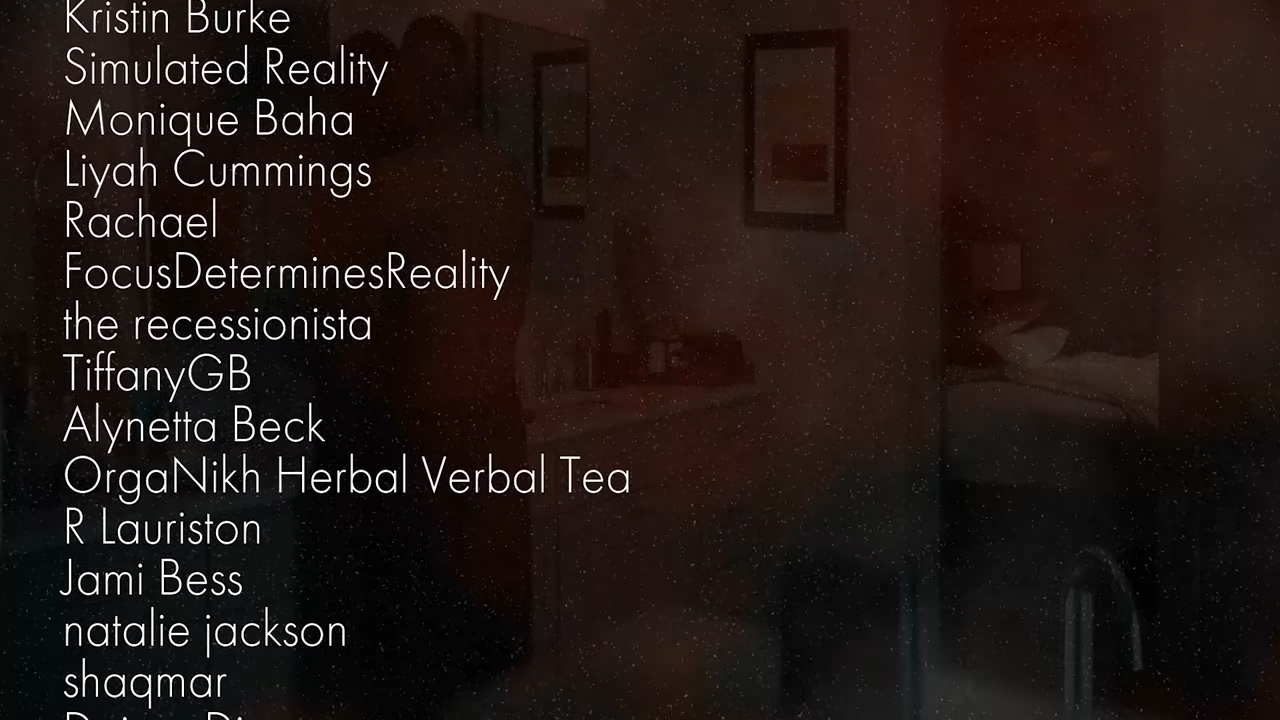 Kristin Burke
Simulated Reality
Monique Baha
Liyah Cummings
Rachael
FocusDeterminesReality
the recessionista
TiffanyGB
Alynetta Beck
OrgaNikh Herbal Verbal Tea
R Lauriston
Jami Bess
natalie jackson
shaqmar